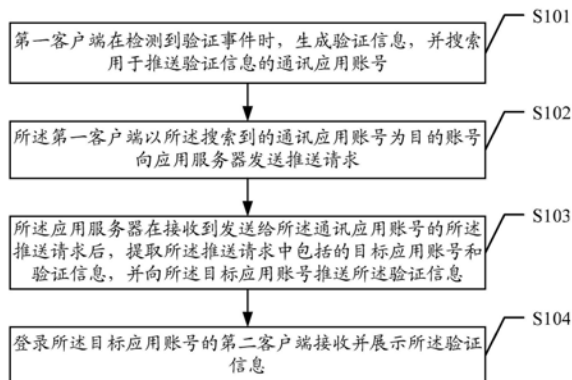 S101
第一客户端在检测到验证事件时，生成验证信息，并搜索
用于推送验证信息的通讯应用账号
S102
所述第一客户端以所述搜索到的通讯应用账号为目的账号
向应用服务器发送推送请求
S103
所述应用服务器在接收到发送给所述通讯应用账号的所述
推送请求后，提取所述推送请求中包括的目标应用账号和
验证信息，并向所述目标应用账号推送所述验证信息
S104
登录所述目标应用账号的第二客户端接收并展示所述验证
信息